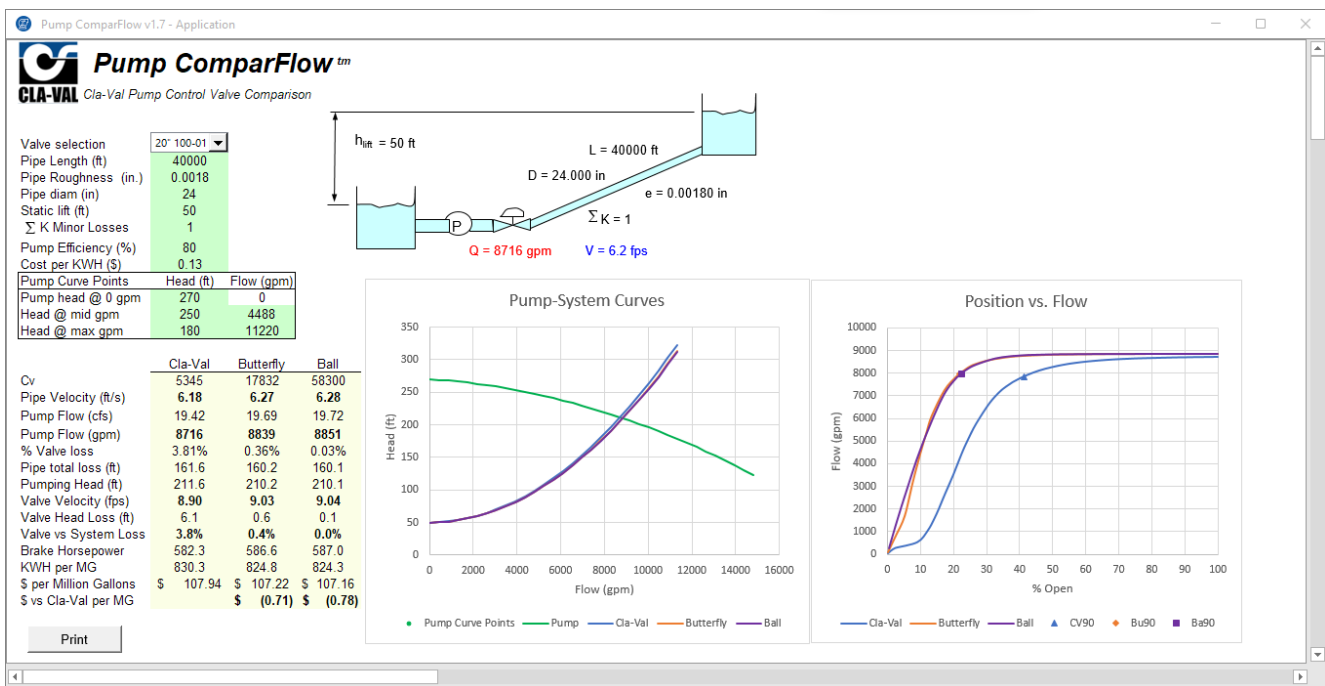 Pump ComparFlow v1.7 - Application
CLA-VAL
Pump ComparFlow tm
Cla-Val Pump Control Valve Comparison
Valve selection 20" 100-01
Pipe Length (ft) 40000
Pipe Roughness (in.) 0.0018
Pipe diam (in) 24
Static lift (ft) 50
∑ K Minor Losses 1
Pump Efficiency (%) 80
Cost per KWH ($) 0.13
Pump Curve Points Head (ft) Flow (gpm)
Pump head @ 0 gpm 270 0
Head @ mid gpm 250 4488
Head @ max gpm 180 11220
hlift = 50 ft
L = 40000 ft
D = 24.000 in
e = 0.00180 in
∑ K = 1
P
Q = 8716 gpm V = 6.2 fps
Cla-Val Butterfly Ball
Cv 5345 17832 58300
Pipe Velocity (ft/s) 6.18 6.27 6.28
Pump Flow (cfs) 19.42 19.69 19.72
Pump Flow (gpm) 8716 8839 8851
% Valve loss 3.81% 0.36% 0.03%
Pipe total loss (ft) 161.6 160.2 160.1
Pumping Head (ft) 211.6 210.2 210.1
Valve Velocity (fps) 8.90 9.03 9.04
Valve Head Loss (ft) 6.1 0.6 0.1
Valve vs System Loss 3.8% 0.4% 0.0%
Brake Horsepower 582.3 586.6 587.0
KWH per MG 830.3 824.8 824.3
$ per Million Gallons $ 107.94 $ 107.22 $ 107.16
$ vs Cla-Val per MG $ (0.71) $ (0.78)
Print
Pump-System Curves
Head (ft)
350
300
250
200
150
100
50
0
0 2000 4000 6000 8000 10000 12000 14000 16000
Flow (gpm)
Pump Curve Points Pump Cla-Val Butterfly Ball
Position vs. Flow
Flow (gpm)
10000
9000
8000
7000
6000
5000
4000
3000
2000
1000
0
0 10 20 30 40 50 60 70 80 90 100
% Open
Cla-Val Butterfly Ball CV90 Bu90 Ba90